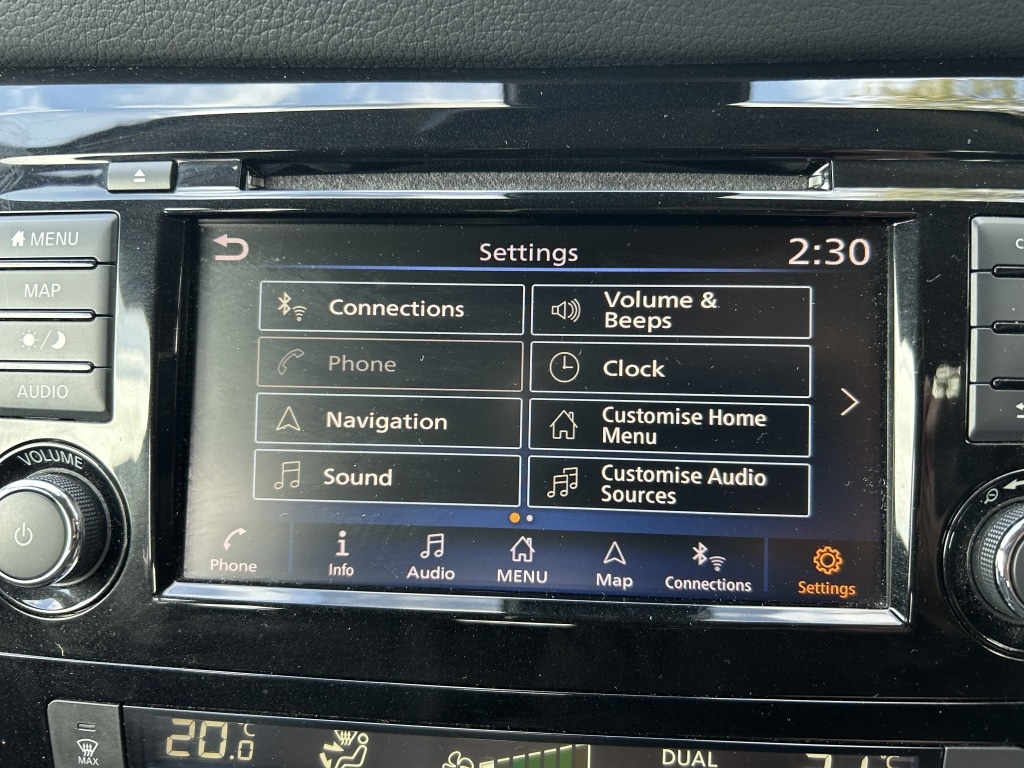 MENU
MAP
AUDIO
VOLUME
Settings
2:30
Connections
Volume &
Beeps
Phone
Clock
Navigation
Customise Home
Menu
Sound
Customise Audio
Sources
Phone
Info
Audio
MENU
Map
Connections
Settings
MAX
20.0°C
DUAL